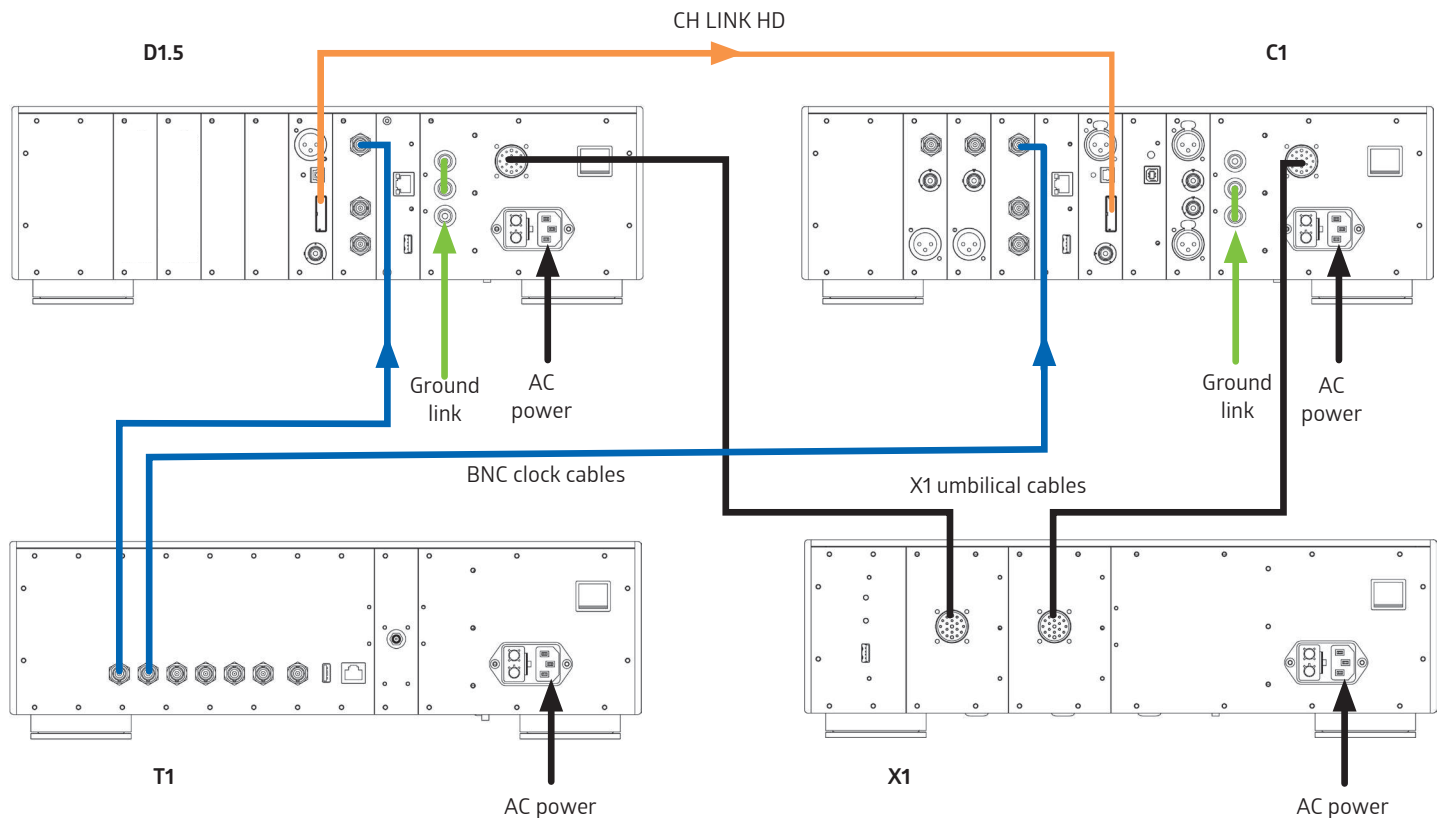 CH LINK HD
D1.5
C1
Ground
link
AC
power
Ground
link
AC
power
BNC clock cables
X1 umbilical cables
T1
X1
AC power
AC power